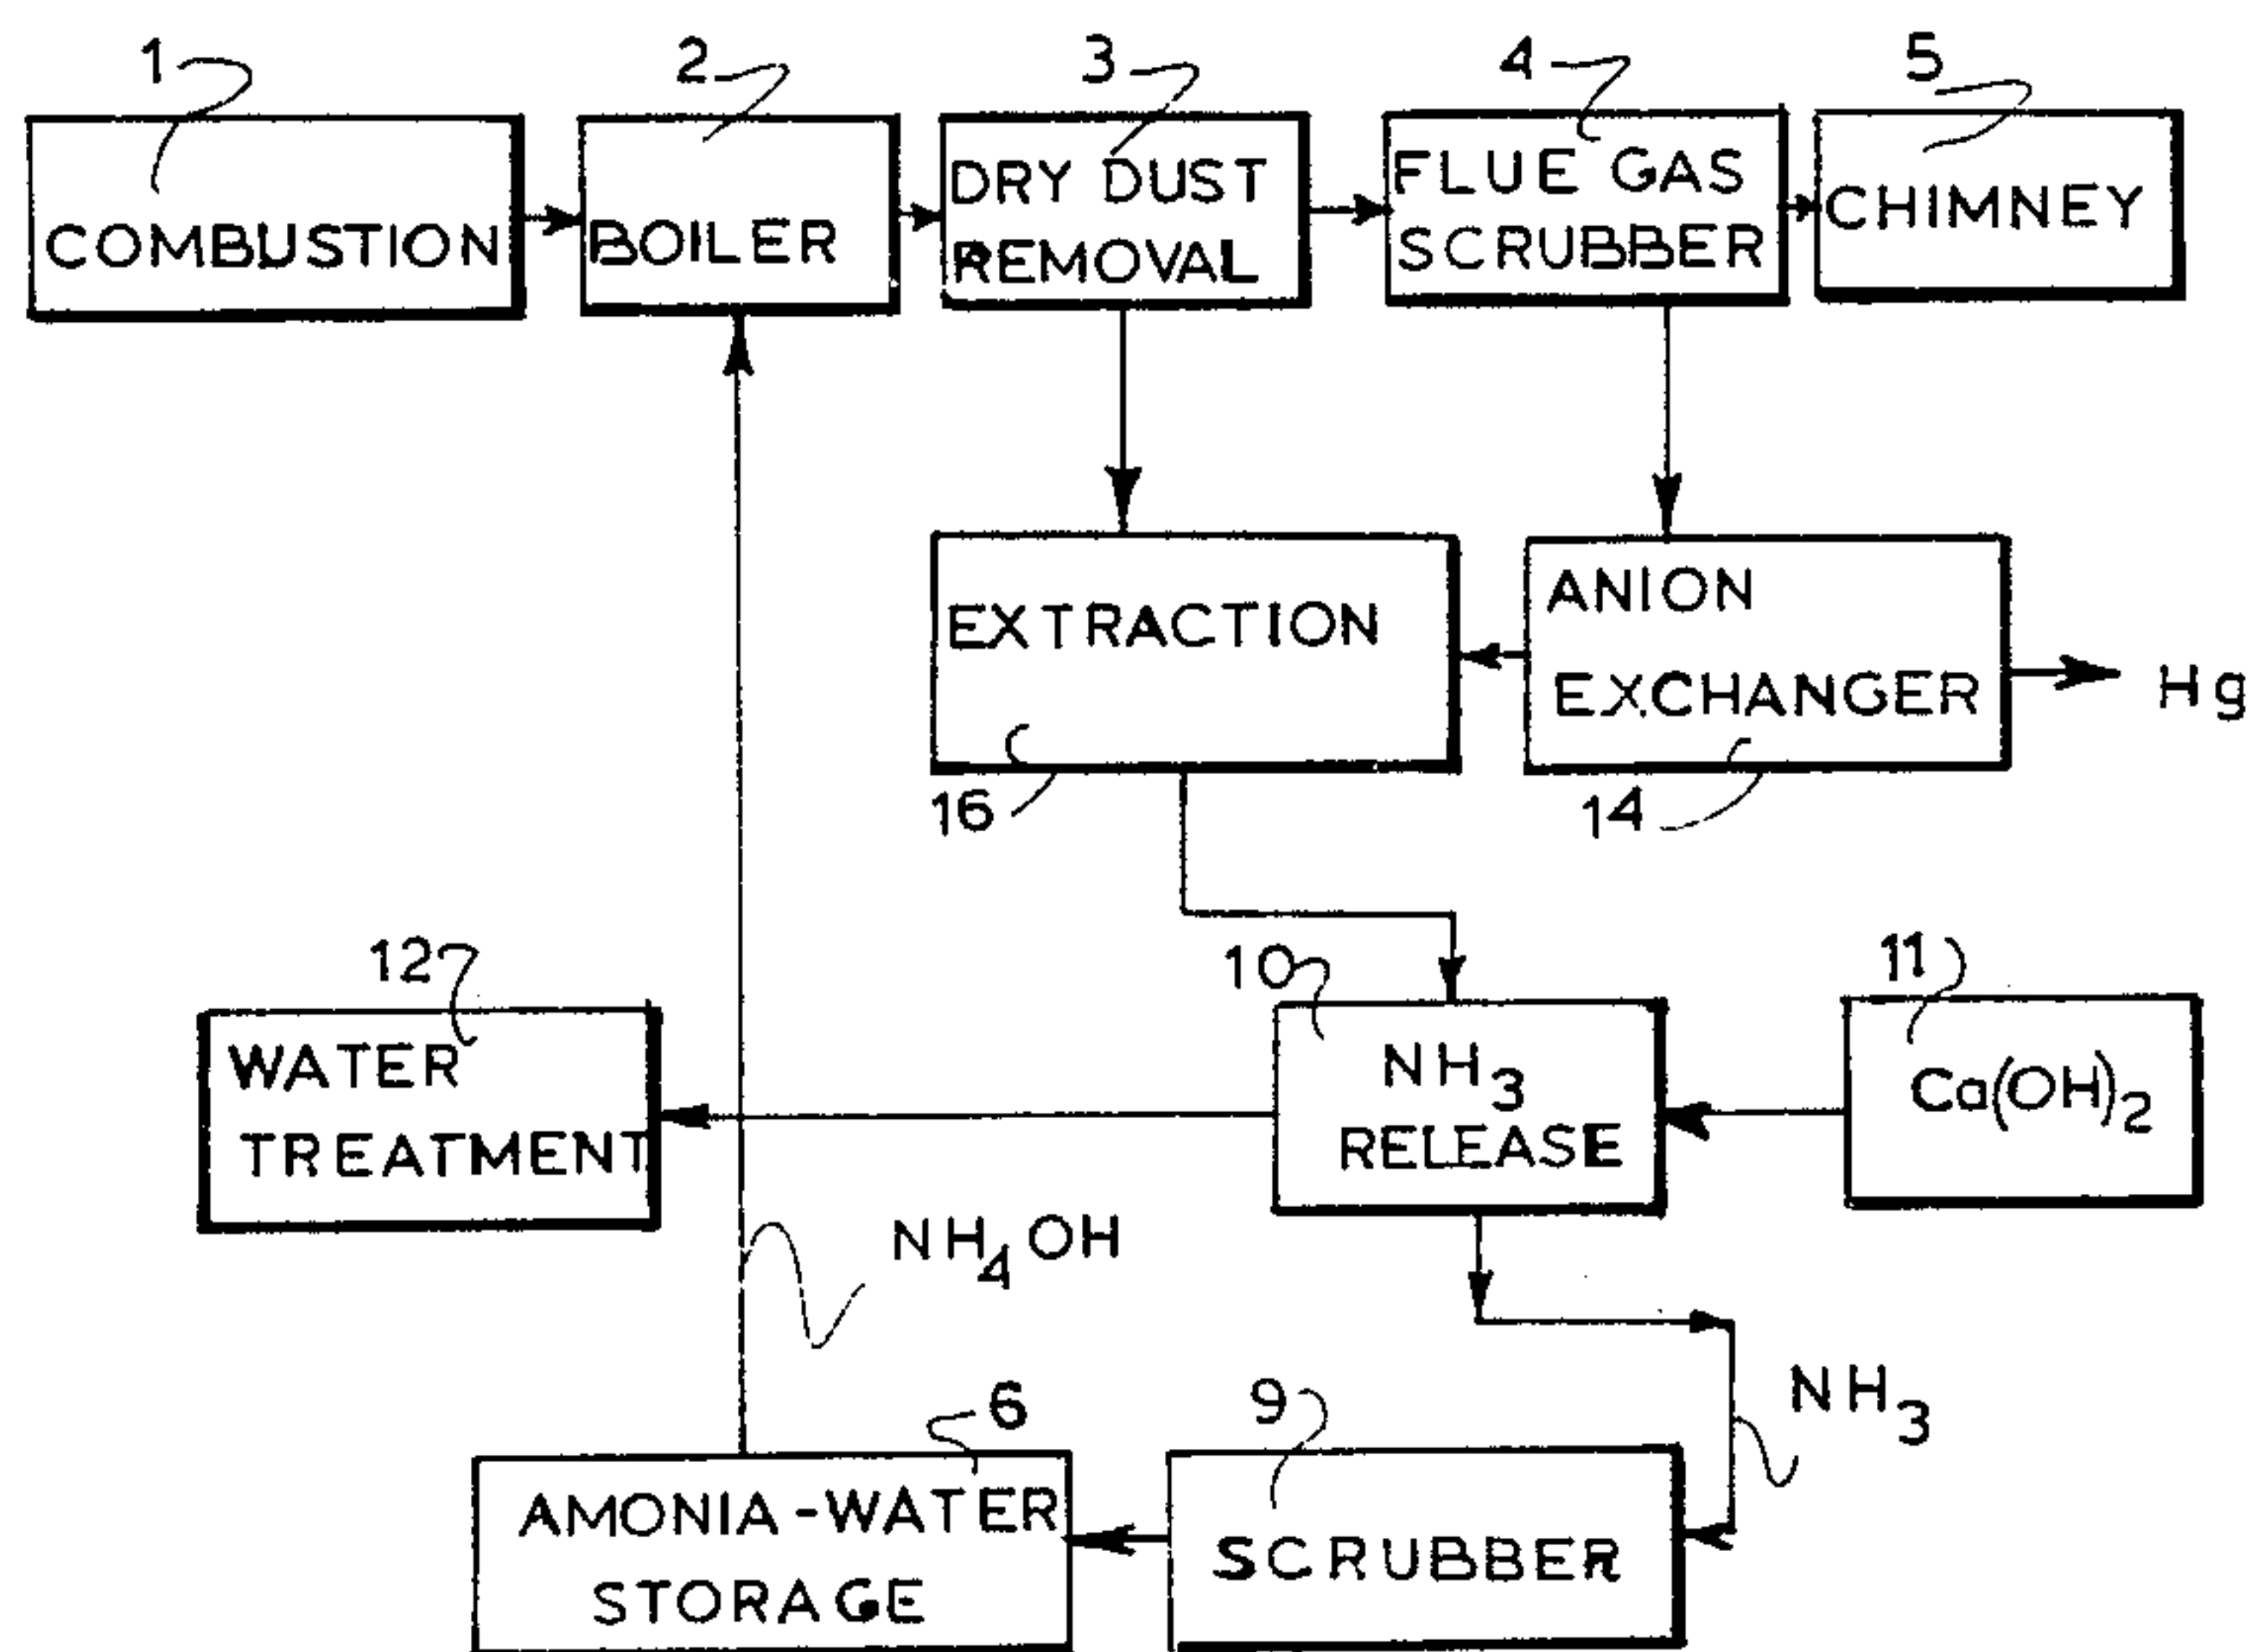 1
2
3
4
5
COMBUSTION
BOILER
DRY DUST
REMOVAL
FLUE GAS
SCRUBBER
CHIMNEY
EXTRACTION
16
ANION
EXCHANGER
14
Hg
12
WATER
TREATMENT
10
NH3
RELEASE
11
Ca(OH)2
NH4OH
NH3
6
AMONIA-WATER
STORAGE
9
SCRUBBER